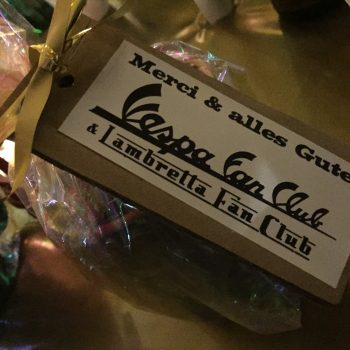 Merci & alles Gute
Vespa Fan Club
& Lambretta Fan Club